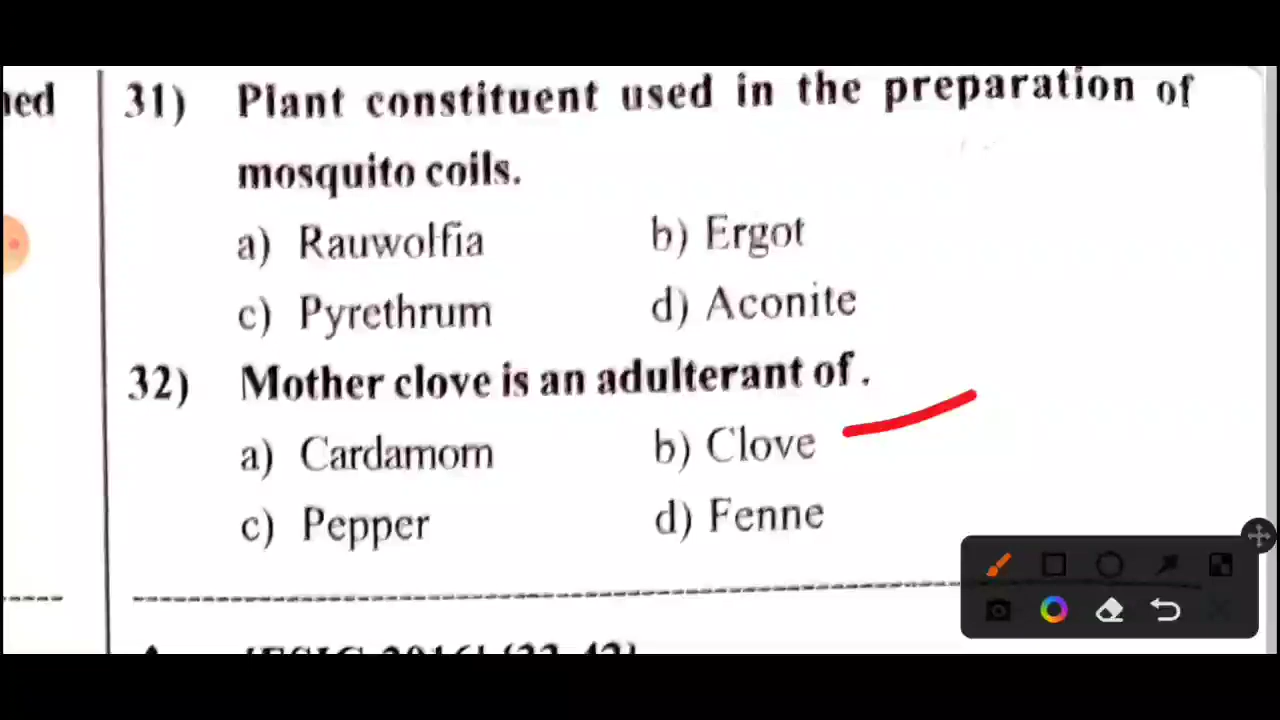 ned
31) Plant constituent used in the preparation of
mosquito coils.
a) Rauwolfia b) Ergot
c) Pyrethrum d) Aconite
32) Mother clove is an adulterant of .
a) Cardamom b) Clove
c) Pepper d) Fenne